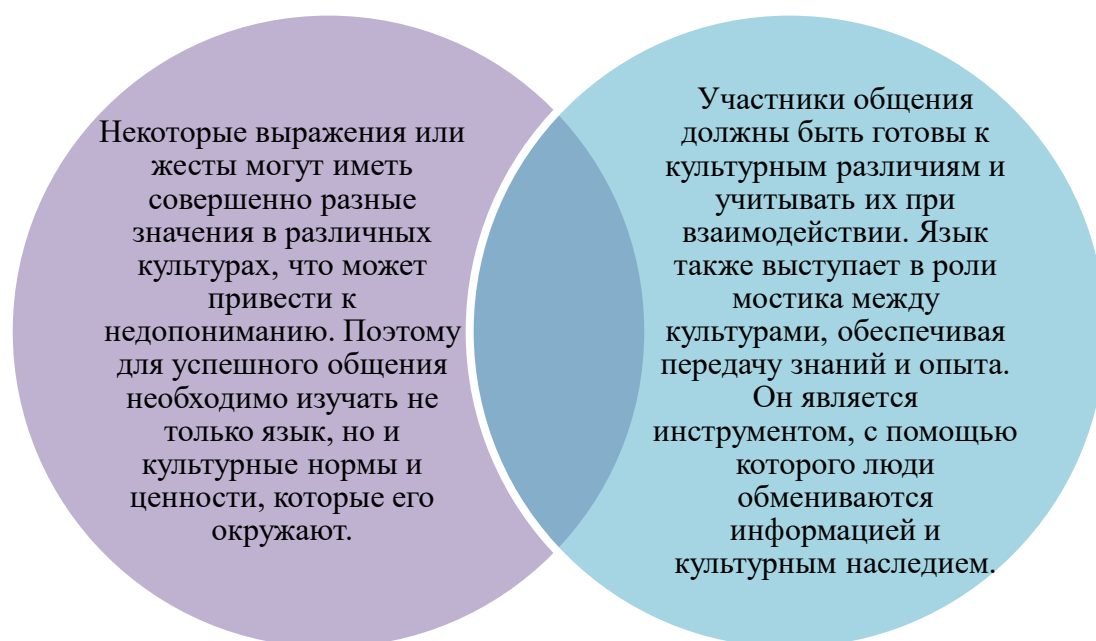 Некоторые выражения или
жесты могут иметь
совершенно разные
значения в различных
культурах, что может
привести к
недопониманию. Поэтому
для успешного общения
необходимо изучать не
только язык, но и
культурные нормы и
ценности, которые его
окружают.
Участники общения
должны быть готовы к
культурным различиям и
учитывать их при
взаимодействии. Язык
также выступает в роли
мостика между
культурами, обеспечивая
передачу знаний и опыта.
Он является
инструментом, с помощью
которого люди
обмениваются
информацией и
культурным наследием.